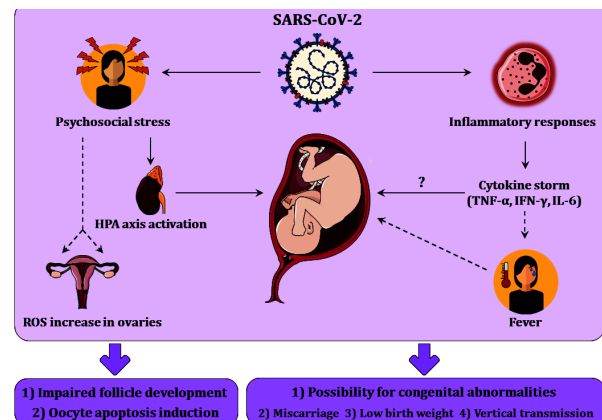 SARS-CoV-2
Psychosocial stress
Inflammatory responses
?
Cytokine storm
(TNF-α, IFN-γ, IL-6)
HPA axis activation
ROS increase in ovaries
Fever
1) Impaired follicle development
2) Oocyte apoptosis induction
1) Possibility for congenital abnormalities
2) Miscarriage 3) Low birth weight 4) Vertical transmission